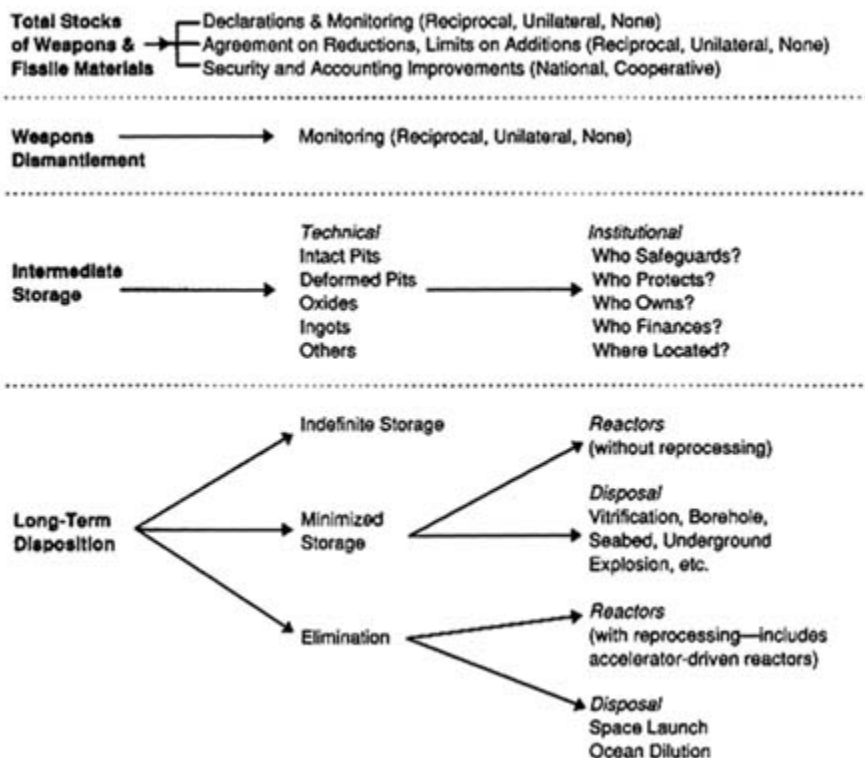 Total Stocks
of Weapons &
Fissile Materials
Declarations & Monitoring (Reciprocal, Unilateral, None)
Agreement on Reductions, Limits on Additions (Reciprocal, Unilateral, None)
Security and Accounting Improvements (National, Cooperative)
Weapons
Dismantlement
Monitoring (Reciprocal, Unilateral, None)
Intermediate
Storage
Technical
Intact Pits
Deformed Pits
Oxides
Ingots
Others
Institutional
Who Safeguards?
Who Protects?
Who Owns?
Who Finances?
Where Located?
Long-Term
Disposition
Indefinite Storage
Minimized
Storage
Elimination
Reactors
(without reprocessing)
Disposal
Vitrification, Borehole,
Seabed, Underground
Explosion, etc.
Reactors
(with reprocessing—includes
accelerator-driven reactors)
Disposal
Space Launch
Ocean Dilution